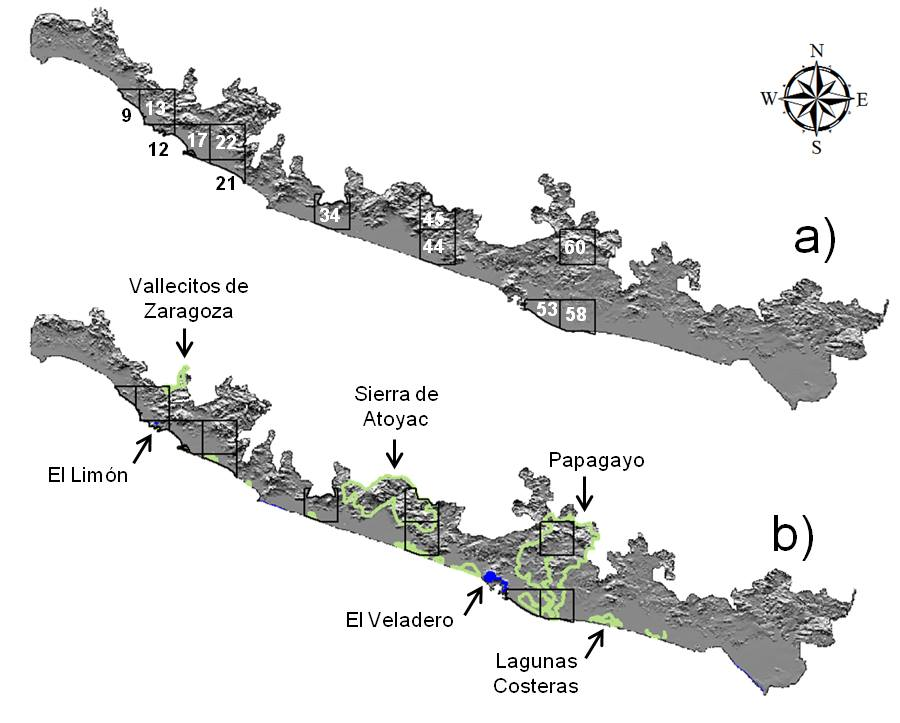 N
W
E
S
9
13
12
17
22
21
34
45
44
60
53
58
a)
Vallecitos de
Zaragoza
El Limón
Sierra de
Atoyac
Papagayo
b)
El Veladero
Lagunas
Costeras